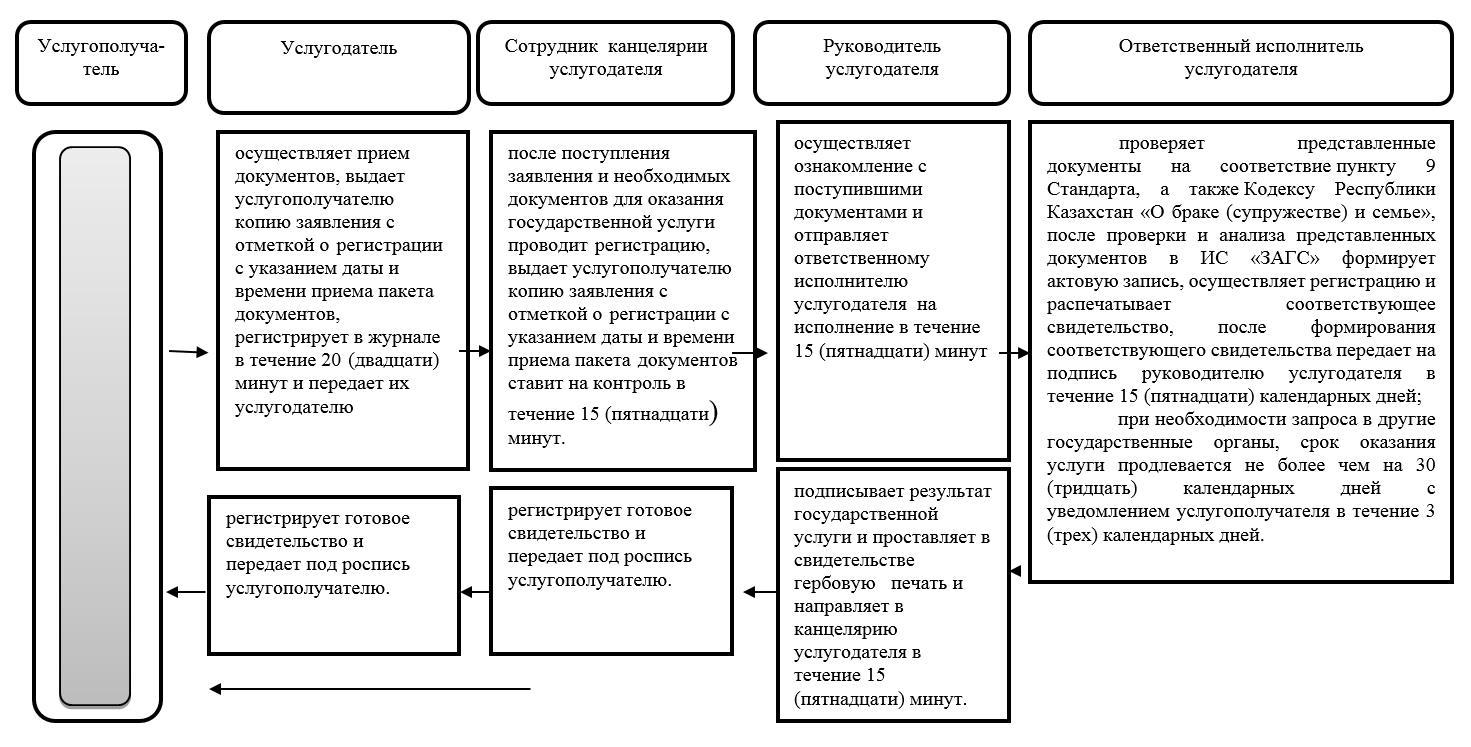 Услугополуча-
тель
Услугодатель
Сотрудник канцелярии
услугодателя
Руководитель
услугодателя
Ответственный исполнитель
услугодателя
осуществляет прием
документов, выдает
услугополучателю
копию заявления с
отметкой о регистрации
с указанием даты и
времени приема пакета
документов,
регистрирует в журнале
в течение 20 (двадцати)
минут и передает их
услугодателю
после поступления
заявления и необходимых
документов для оказания
государственной услуги
проводит регистрацию,
выдает услугополучателю
копию заявления с
отметкой о регистрации с
указанием даты и времени
приема пакета документов
ставит на контроль в
течение 15 (пятнадцати)
минут.
осуществляет
ознакомление с
поступившими
документами и
отправляет
ответственному
исполнителю
услугодателя на
исполнение в течение
15 (пятнадцати) минут
проверяет представленные
документы на соответствие пункту 9
Стандарта, а также Кодексу Республики
Казахстан «О браке (супружестве) и семье»,
после проверки и анализа представленных
документов в ИС «ЗАГС» формирует
актовую запись, осуществляет регистрацию и
распечатывает соответствующее
свидетельство, после формирования
соответствующего свидетельства передает на
подпись руководителю услугодателя в
течение 15 (пятнадцати) календарных дней;
при необходимости запроса в другие
государственные органы, срок оказания
услуги продлевается не более чем на 30
(тридцать) календарных дней с
уведомлением услугополучателя в течение 3
(трех) календарных дней.
регистрирует готовое
свидетельство и
передает под роспись
услугополучателю.
регистрирует готовое
свидетельство и
передает под роспись
услугополучателю.
подписывает результат
государственной
услуги и проставляет в
свидетельстве
гербовую печать и
направляет в
канцелярию
услугодателя в
течение 15
(пятнадцати) минут.